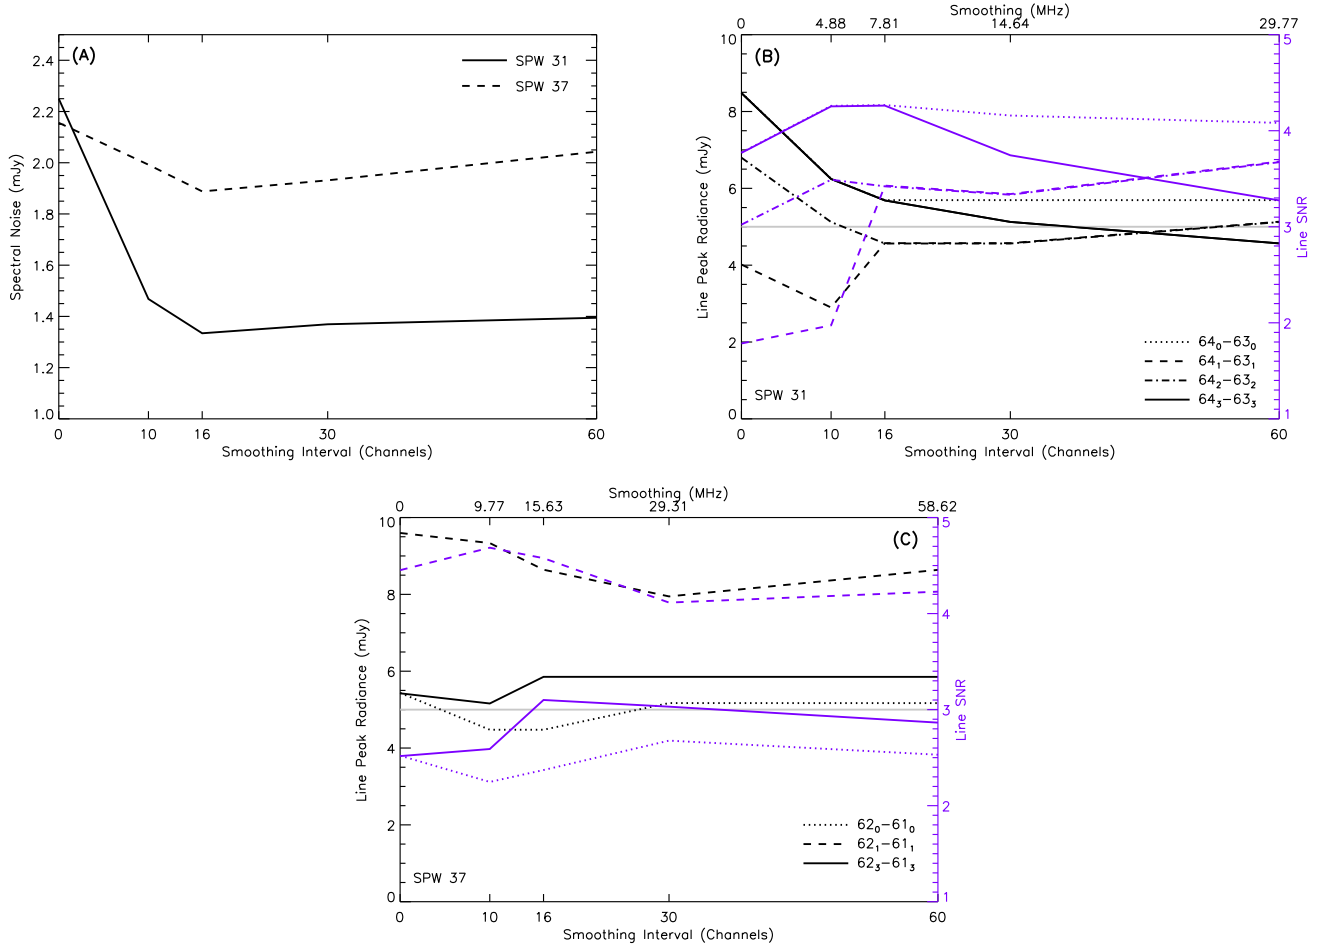 (A)
SPW 31
SPW 37
2.4
2.2
2.0
1.8
1.6
1.4
1.2
1.0
Spectral Noise (mJy)
0 10 16 30 60
Smoothing Interval (Channels)
Smoothing (MHz)
0 4.88 7.81 14.64 29.77
(B)
10
8
6
4
2
0
Line Peak Radiance (mJy)
5
4
3
2
1
Line SNR
64₀−63₀
64₁−63₁
64₂−63₂
64₃−63₃
SPW 31
0 10 16 30 60
Smoothing Interval (Channels)
Smoothing (MHz)
0 9.77 15.63 29.31 58.62
(C)
10
8
6
4
2
0
Line Peak Radiance (mJy)
5
4
3
2
1
Line SNR
62₀−61₀
62₁−61₁
62₃−61₃
SPW 37
0 10 16 30 60
Smoothing Interval (Channels)